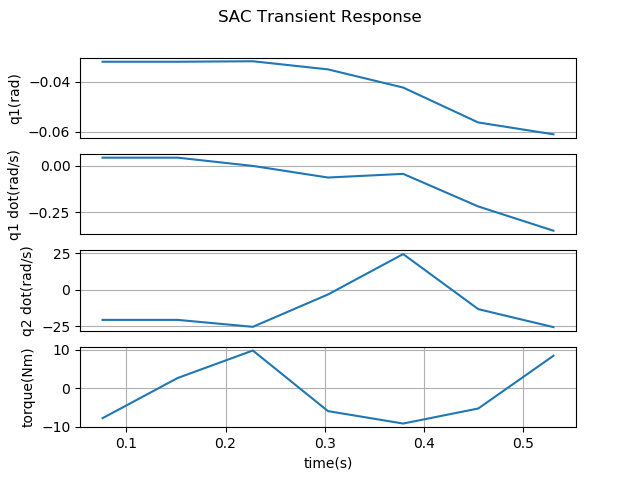 SAC Transient Response
q1(rad)
−0.04
−0.06
q1 dot(rad/s)
0.00
−0.25
q2 dot(rad/s)
25
0
−25
torque(Nm)
10
0
−10
0.1 0.2 0.3 0.4 0.5
time(s)